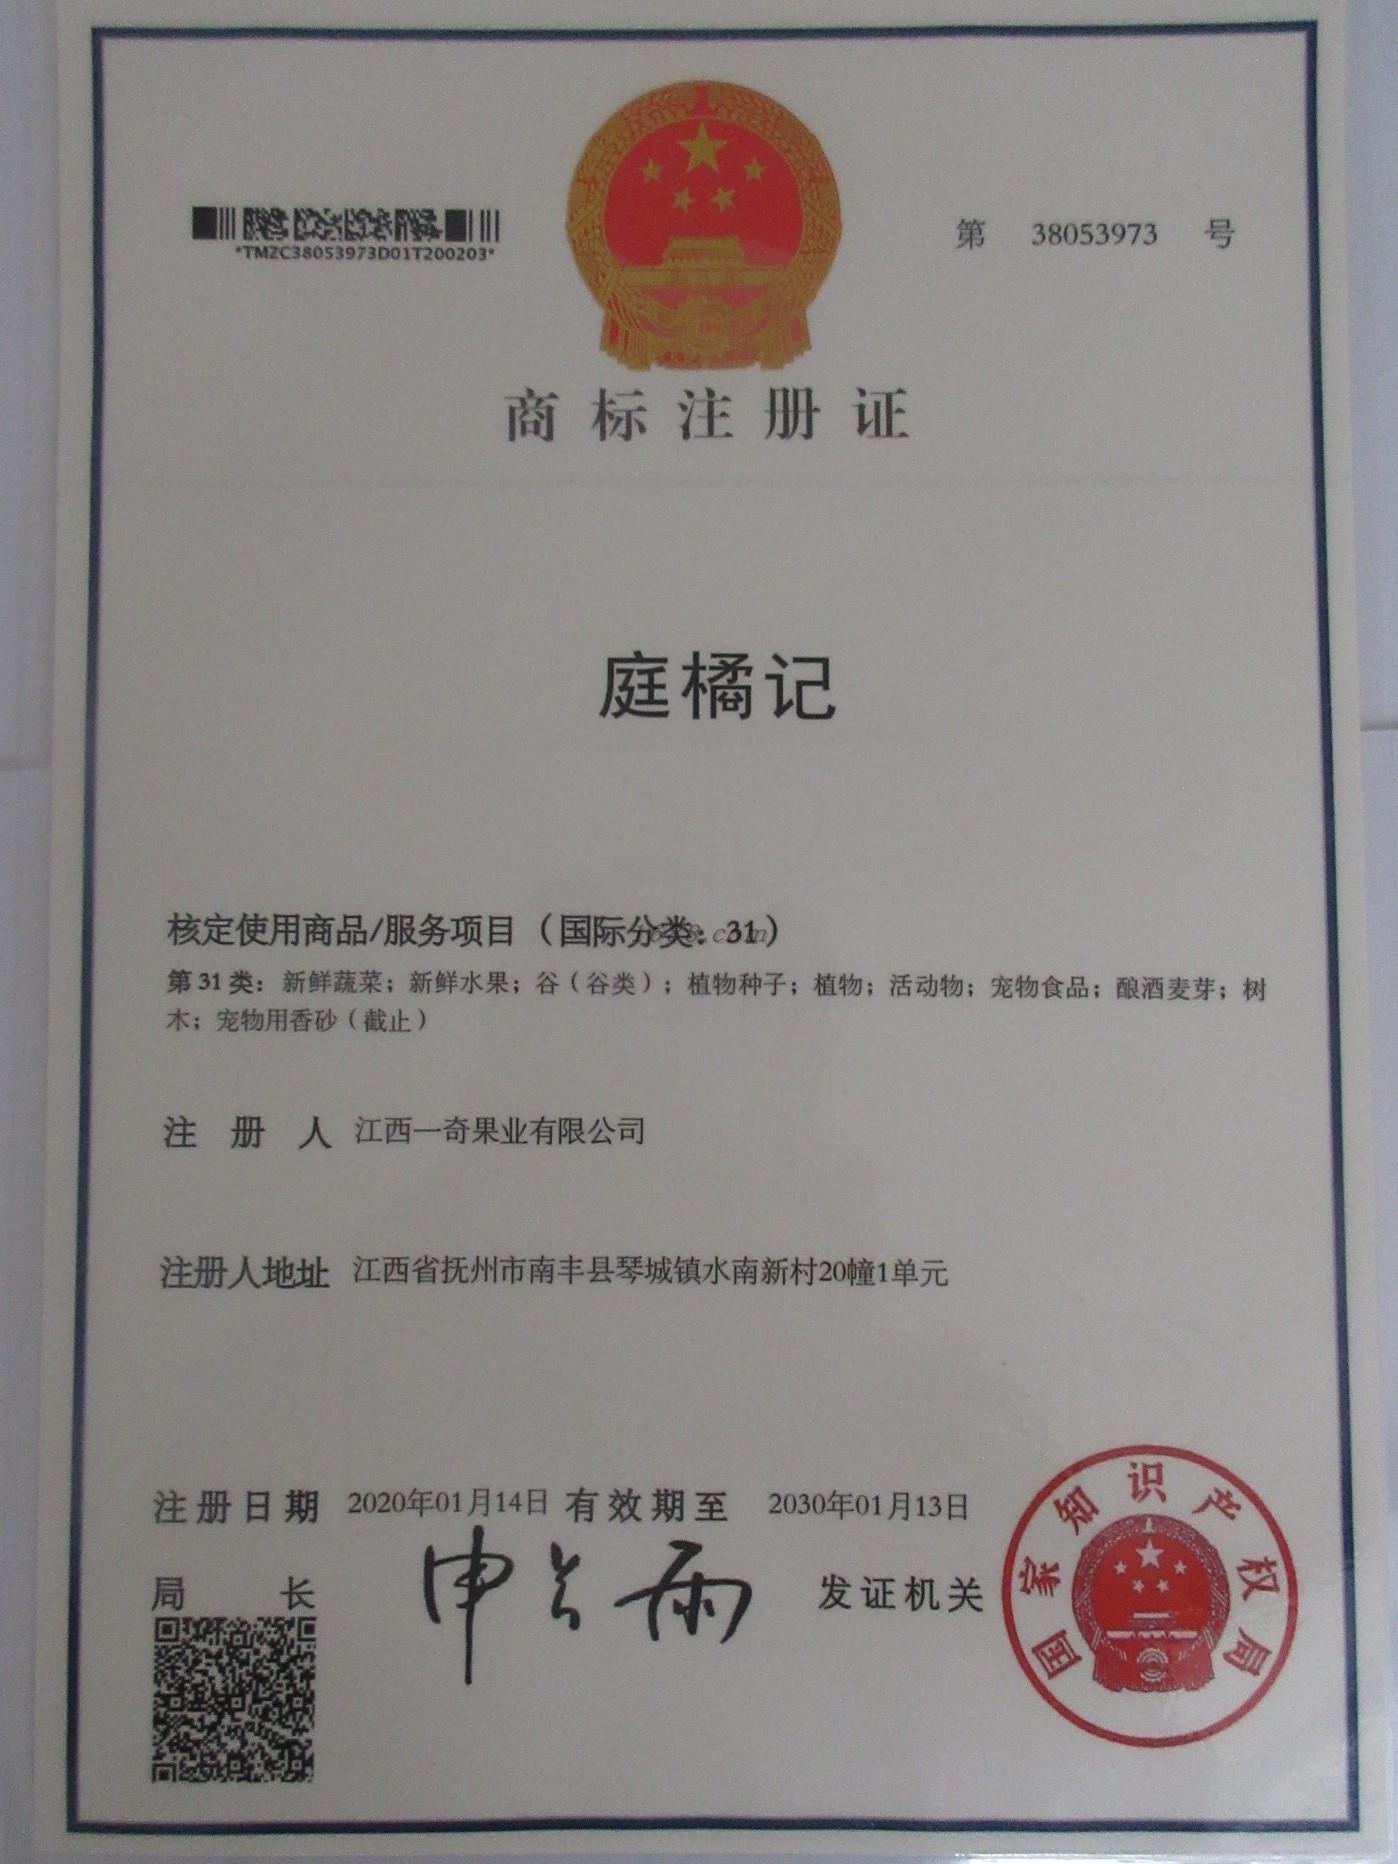 *TMZC38053973D01T200203*
第 38053973 号
商标注册证
庭橘记
核定使用商品/服务项目（国际分类：31）
第 31 类：新鲜蔬菜；新鲜水果；谷（谷类）；植物种子；植物；活动物；宠物食品；酿酒麦芽；树
木；宠物用香砂（截止）
注册人 江西一奇果业有限公司
注册人地址 江西省抚州市南丰县琴城镇水南新村20幢1单元
注册日期 2020年01月14日 有效期至 2030年01月13日
局长 申长雨 发证机关
国家知识产权局